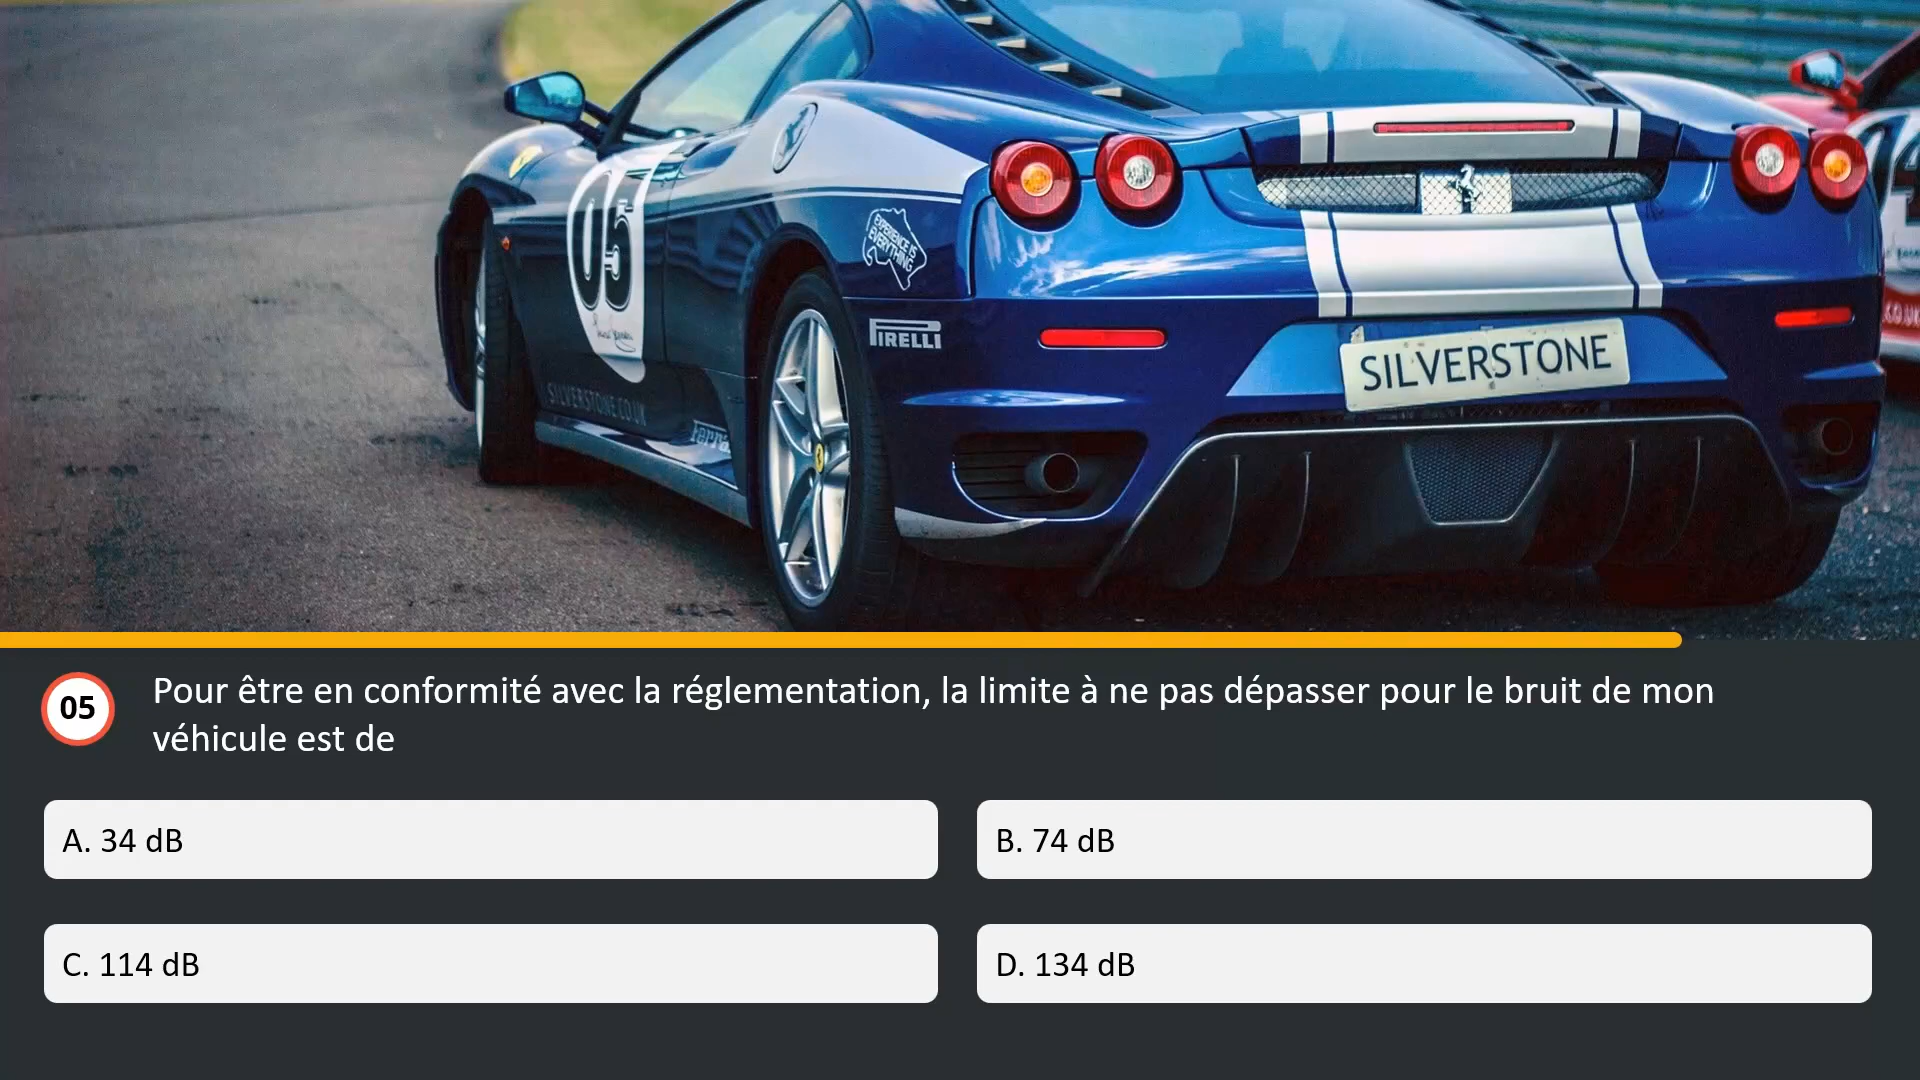 05
EXPERIENCE IS
EVERYTHING
PIRELLI
SILVERSTONE
SILVERSTONE.CO.UK
Ferrari
05 Pour être en conformité avec la réglementation, la limite à ne pas dépasser pour le bruit de mon
véhicule est de
A. 34 dB
B. 74 dB
C. 114 dB
D. 134 dB